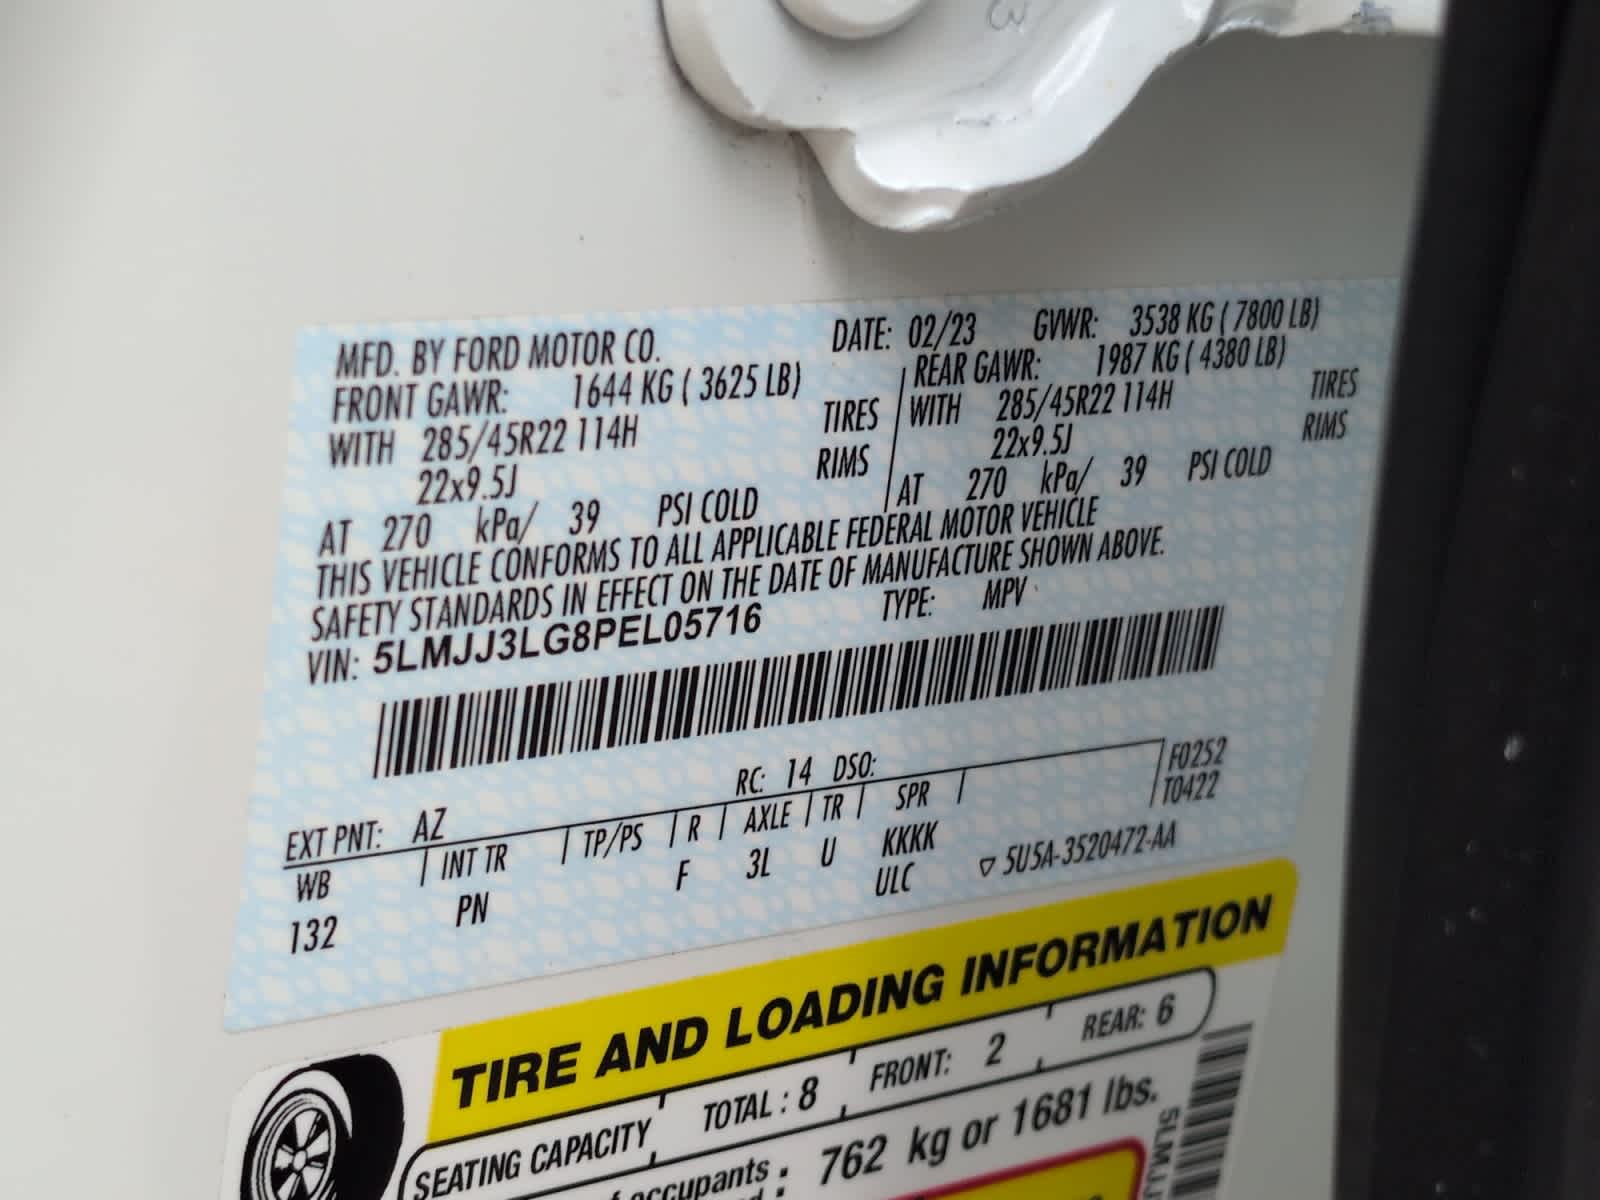 MFD. BY FORD MOTOR CO. DATE: 02/23 GVWR: 3538 KG ( 7800 LB)
FRONT GAWR: 1644 KG ( 3625 LB) REAR GAWR: 1987 KG ( 4380 LB)
WITH 285/45R22 114H TIRES WITH 285/45R22 114H TIRES
22x9.5J RIMS 22x9.5J RIMS
AT 270 kPa/ 39 PSI COLD AT 270 kPa/ 39 PSI COLD
THIS VEHICLE CONFORMS TO ALL APPLICABLE FEDERAL MOTOR VEHICLE
SAFETY STANDARDS IN EFFECT ON THE DATE OF MANUFACTURE SHOWN ABOVE.
VIN: 5LMJJ3LG8PEL05716 TYPE: MPV
EXT PNT: AZ RC: 14 DSO: F0252
WB INT TR TP/PS R AXLE TR SPR T0422
132 PN F 3L U KKKK
ULC 5U5A-3520472-AA
TIRE AND LOADING INFORMATION
SEATING CAPACITY TOTAL : 8 FRONT: 2 REAR: 6
occupants : 762 kg or 1681 lbs.